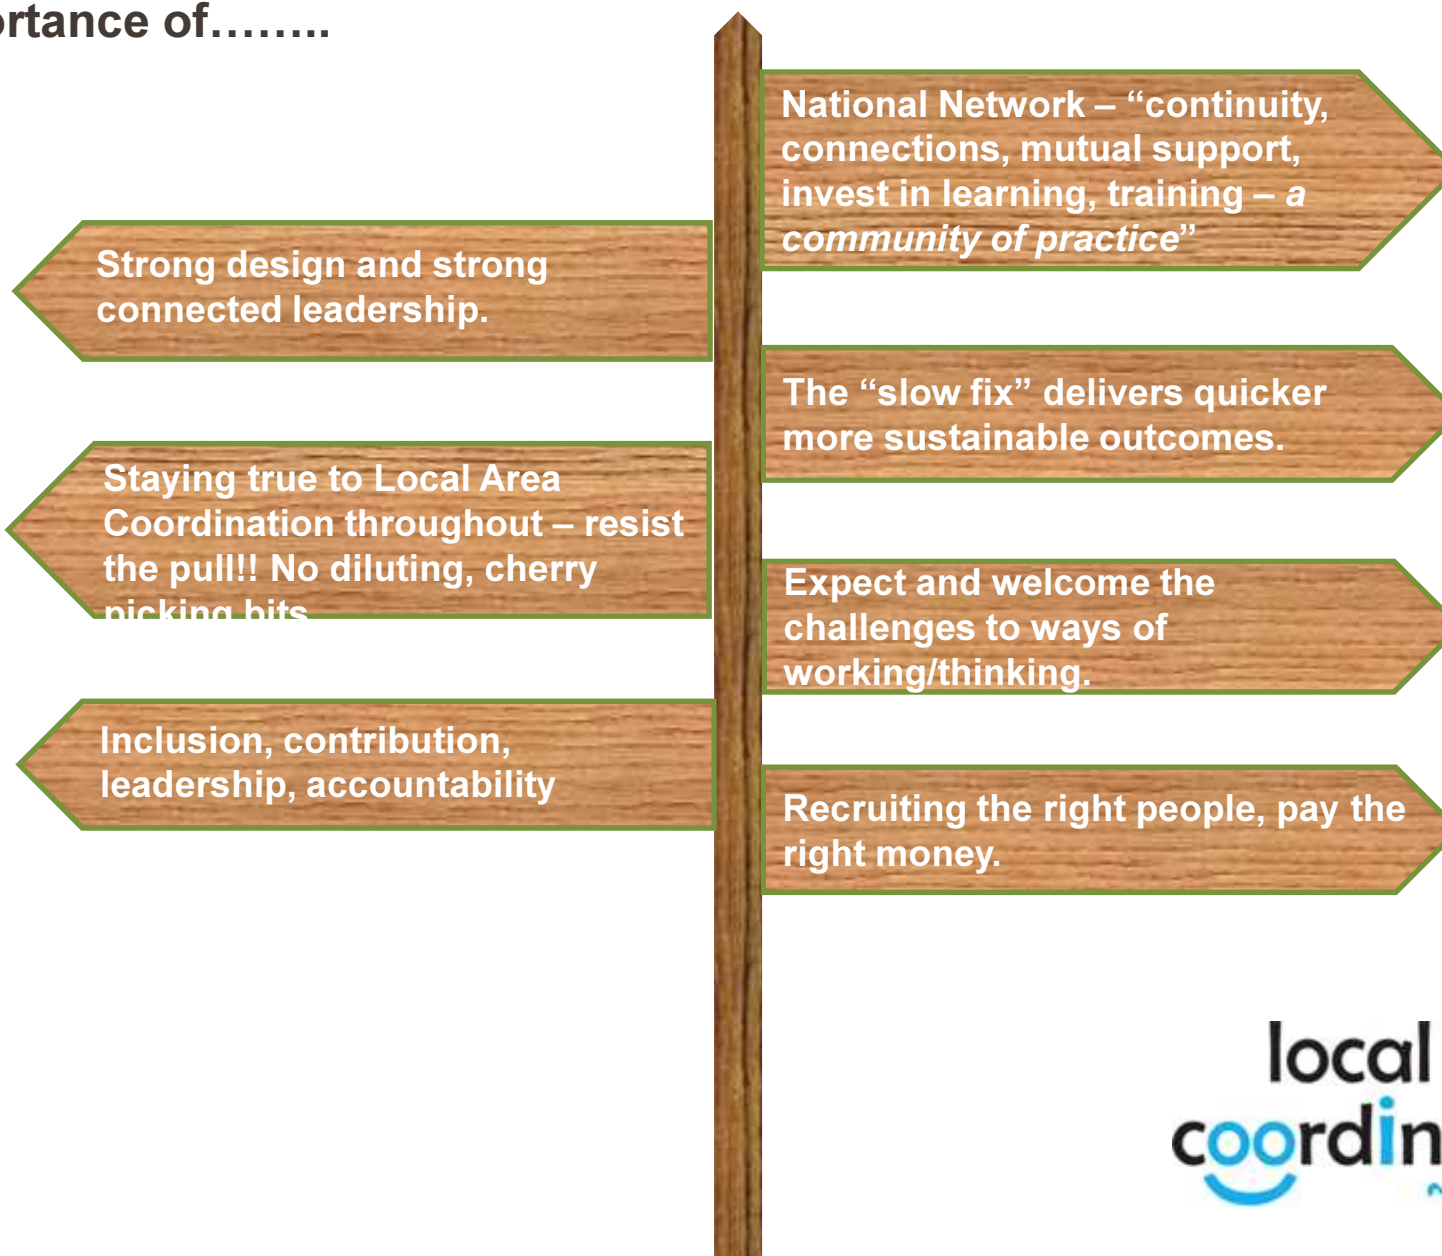 ortance of……..
National Network – “continuity,
connections, mutual support,
invest in learning, training – a
community of practice”
Strong design and strong
connected leadership.
The “slow fix” delivers quicker
more sustainable outcomes.
Staying true to Local Area
Coordination throughout – resist
the pull!! No diluting, cherry
picking bits
Expect and welcome the
challenges to ways of
working/thinking.
Inclusion, contribution,
leadership, accountability
Recruiting the right people, pay the
right money.
local
coordin